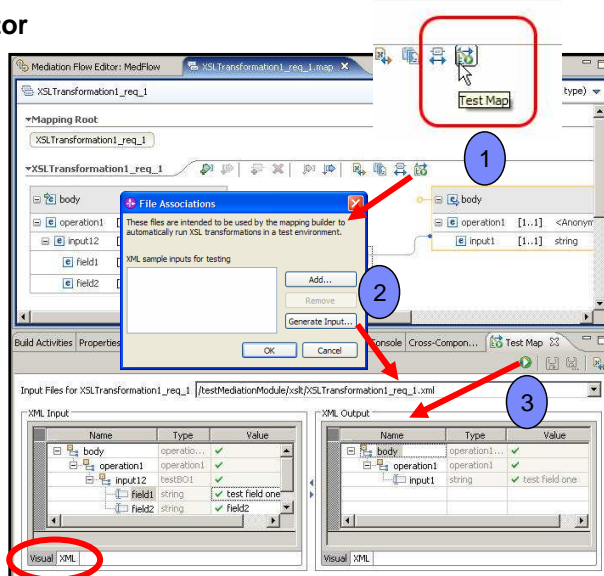 tor
Mediation Flow Editor: MedFlow
XSLTransformation1_req_1.map
XSLTransformation1_req_1
type)
Test Map
Mapping Root
XSLTransformation1_req_1
1
XSLTransformation1_req_1
body
operation1
input12
field1
field2
File Associations
These files are intended to be used by the mapping builder to
automatically run XSL transformations in a test environment.
XML sample inputs for testing
Add...
Remove
Generate Input...
OK
Cancel
2
body
operation1 [1..1] <Anonym
input1 [1..1] string
Build Activities
Properties
Console
Cross-Compon...
Test Map
Input Files for XSLTransformation1_req_1 /testMediationModule/xslt/XSLTransformation1_req_1.xml
3
XML Input
Name Type Value
body operatio...
operation1 operation1
input12 testBO1
field1 string test field one
field2 string field2
Visual XML
XML Output
Name Type Value
body operation1...
operation1 operation1
input1 string test field one
Visual XML